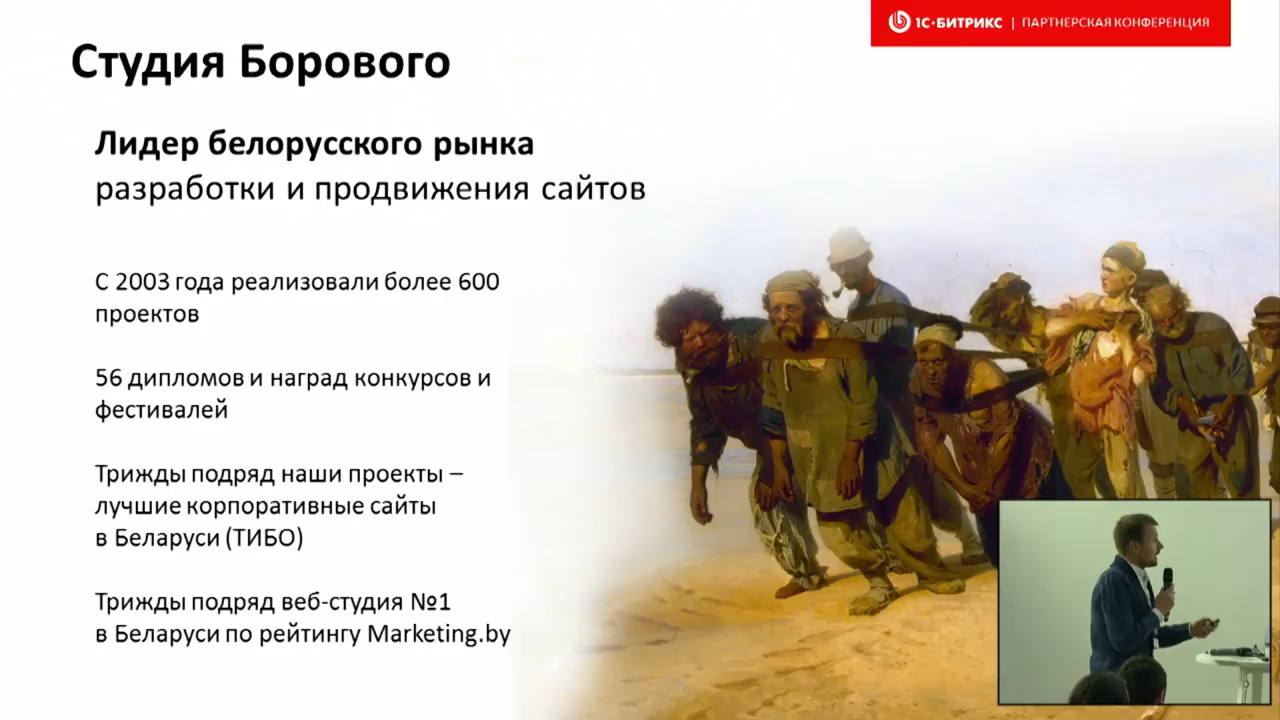 1С-БИТРИКС | ПАРТНЕРСКАЯ КОНФЕРЕНЦИЯ
Студия Борового
Лидер белорусского рынка
разработки и продвижения сайтов
С 2003 года реализовали более 600
проектов
56 дипломов и наград конкурсов и
фестивалей
Трижды подряд наши проекты –
лучшие корпоративные сайты
в Беларуси (ТИБО)
Трижды подряд веб-студия №1
в Беларуси по рейтингу Marketing.by